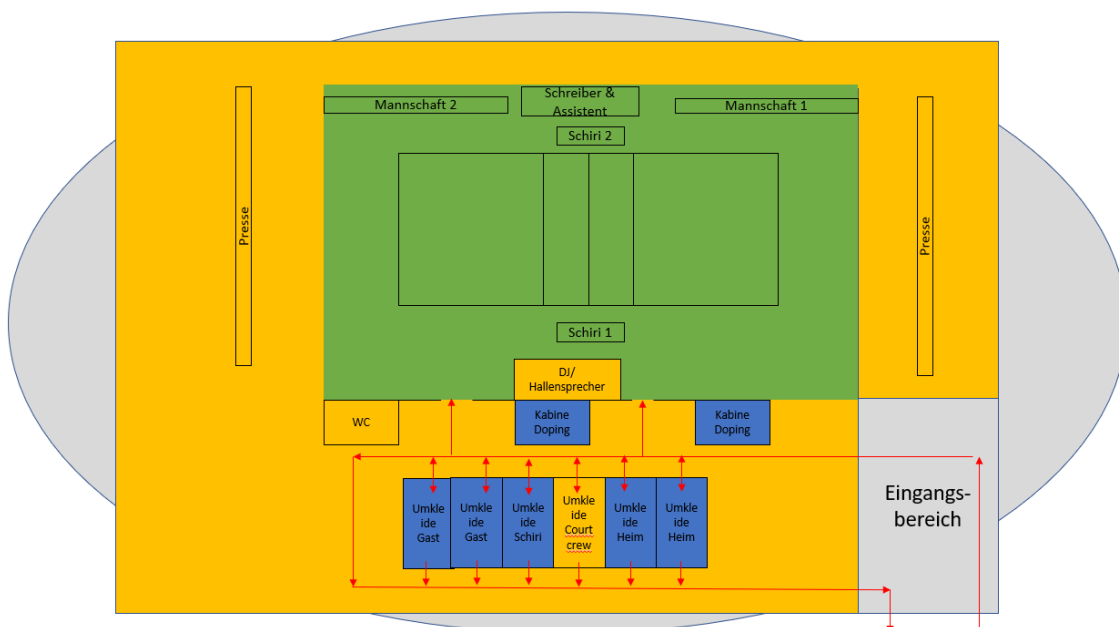 Schreiber &
Assistent
Mannschaft 2
Mannschaft 1
Schiri 2
Presse
Presse
Schiri 1
DJ/
Hallensprecher
WC
Kabine
Doping
Kabine
Doping
Umkle
ide
Gast
Umkle
ide
Gast
Umkle
ide
Schiri
Umkle
ide
Court
crew
Umkle
ide
Heim
Umkle
ide
Heim
Eingangs-
bereich